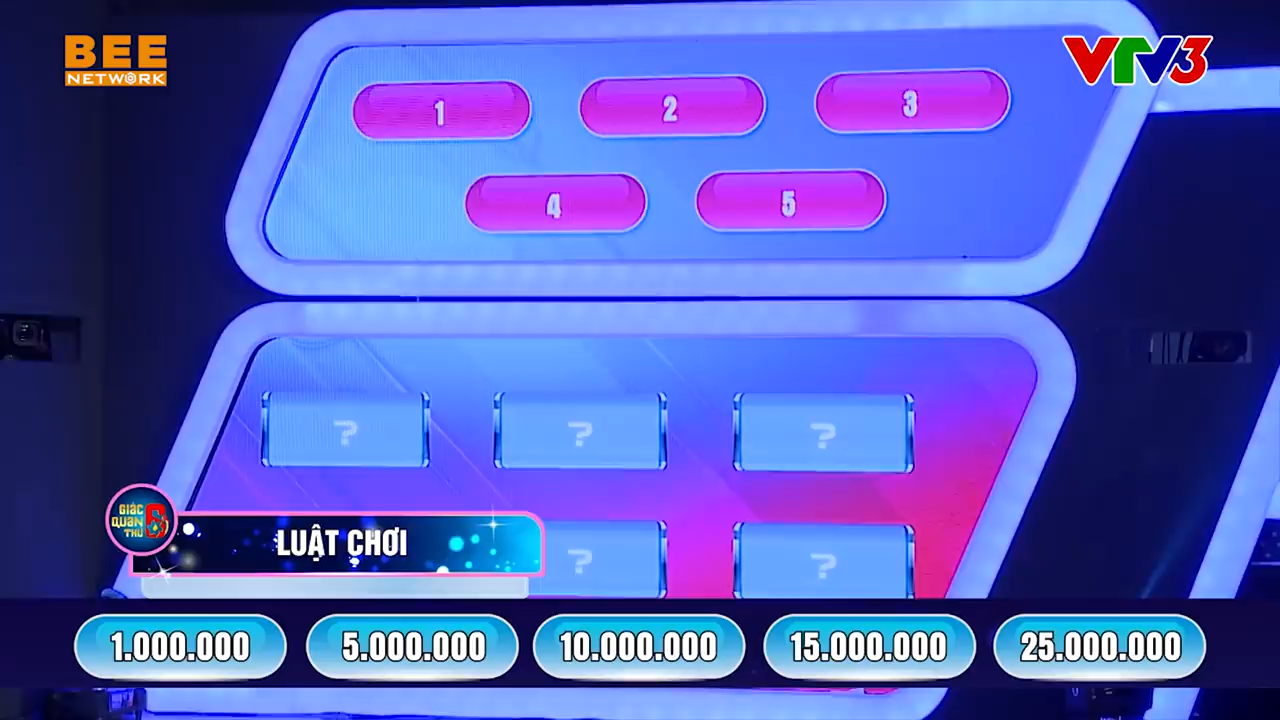 BEE
NETWORK
VTV3
1
2
3
4
5
?
?
?
GIÁC
QUAN
THỨ 6
LUẬT CHƠI
?
?
1.000.000
5.000.000
10.000.000
15.000.000
25.000.000